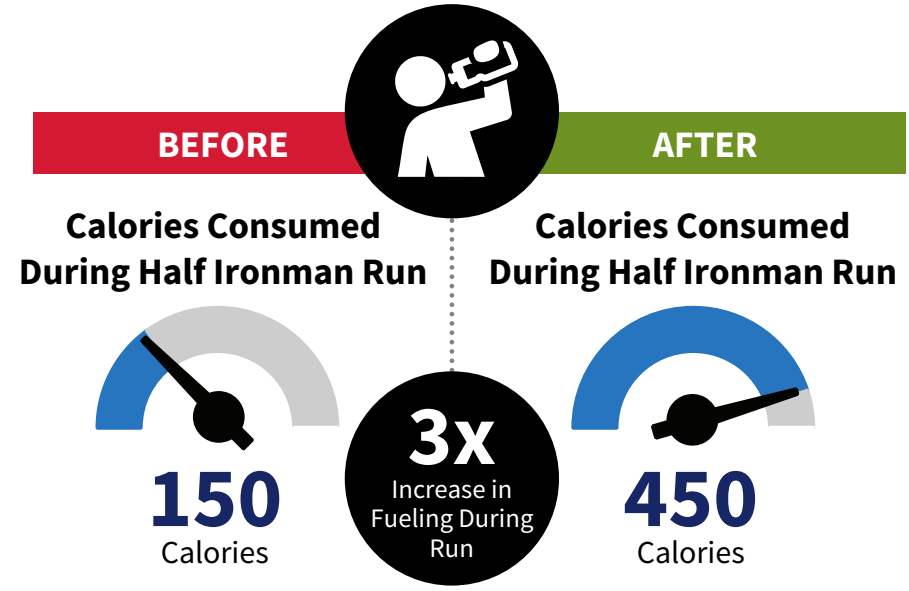 BEFORE
AFTER
Calories Consumed
During Half Ironman Run
150
Calories
3x
Increase in
Fueling During
Run
Calories Consumed
During Half Ironman Run
450
Calories